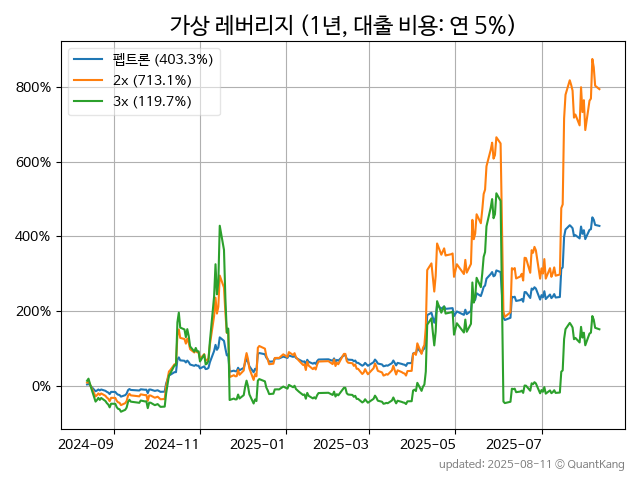 가상 레버리지 (1년, 대출 비용: 연 5%)
펩트론 (403.3%)
2x (713.1%)
3x (119.7%)
800%
600%
400%
200%
0%
2024-09 2024-11 2025-01 2025-03 2025-05 2025-07
updated: 2025-08-11 © QuantKang